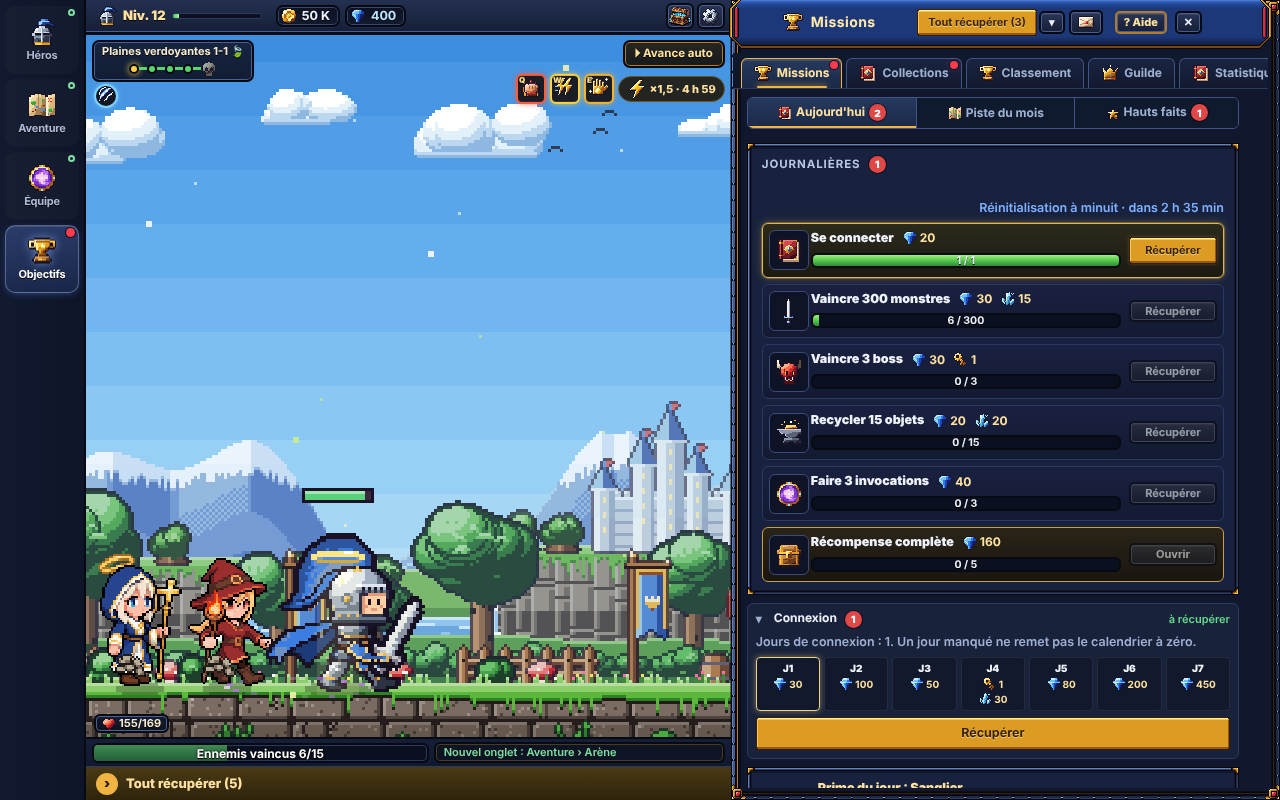 Héros
Aventure
Équipe
Objectifs
Niv. 12
50 K
400
Plaines verdoyantes 1-1
Avance auto
Q
W
E
×1,5 · 4 h 59
155/169
Ennemis vaincus 6/15
Nouvel onglet : Aventure › Arène
Tout récupérer (5)
Missions
Tout récupérer (3)
? Aide
Missions
Collections
Classement
Guilde
Statistiqu
Aujourd'hui 2
Piste du mois
Hauts faits 1
JOURNALIÈRES 1
Réinitialisation à minuit · dans 2 h 35 min
Se connecter 20
1 / 1
Récupérer
Vaincre 300 monstres 30 15
6 / 300
Récupérer
Vaincre 3 boss 30 1
0 / 3
Récupérer
Recycler 15 objets 20 20
0 / 15
Récupérer
Faire 3 invocations 40
0 / 3
Récupérer
Récompense complète 160
0 / 5
Ouvrir
Connexion 1
à récupérer
Jours de connexion : 1. Un jour manqué ne remet pas le calendrier à zéro.
J1
30
J2
100
J3
50
J4
1
30
J5
80
J6
200
J7
450
Récupérer
Prime du jour : Sanglier